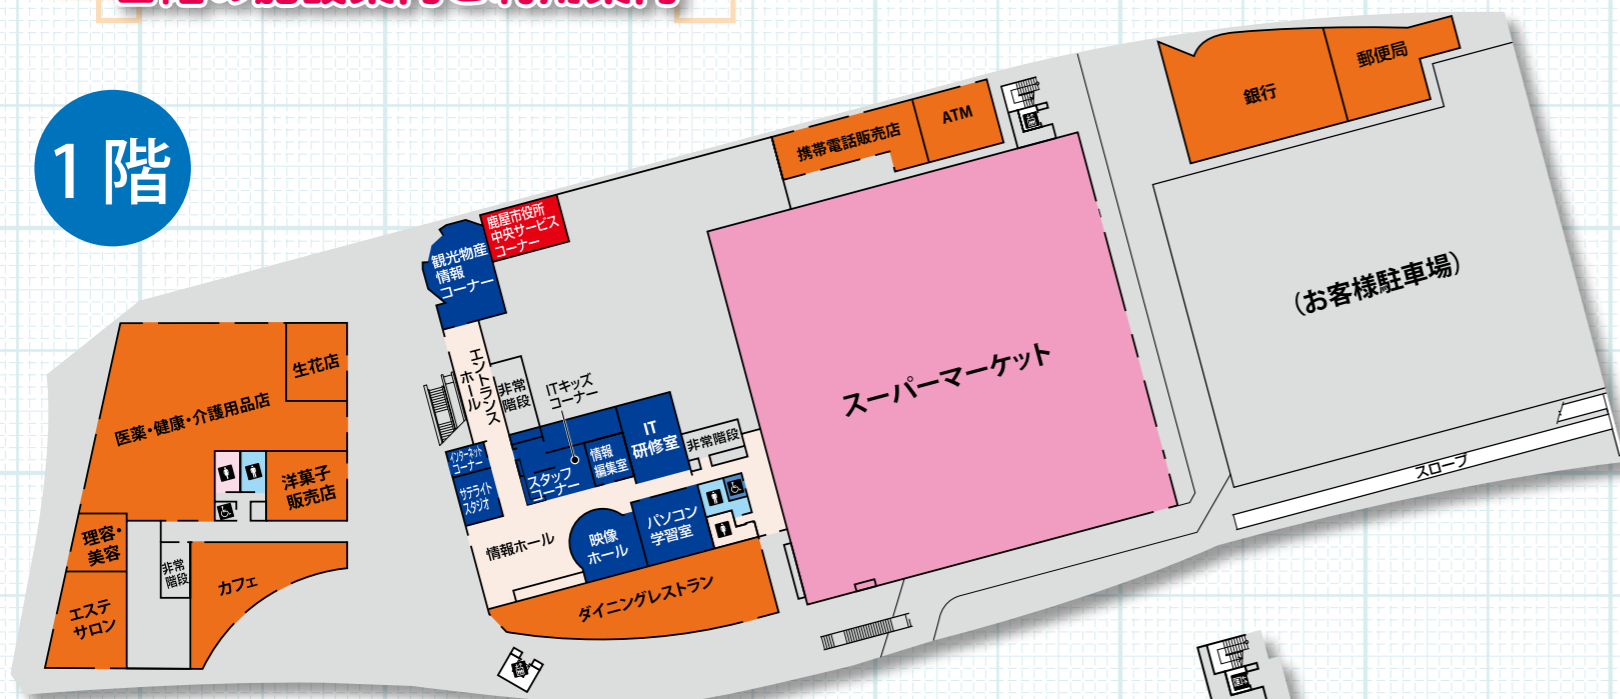 1階
銀行
郵便局
携帯電話販売店
ATM
鹿屋市役所
中央サービス
コーナー
観光物産
情報
コーナー
(お客様駐車場)
スーパーマーケット
エントランス
ホール
非常
階段
ITキッズ
コーナー
生花店
医薬・健康・介護用品店
洋菓子
販売店
インターネット
コーナー
サテライト
スタジオ
スタッフ
コーナー
情報
編集室
IT
研修室
非常階段
スロープ
理容・
美容
非常
階段
カフェ
エステ
サロン
情報ホール
映像
ホール
パソコン
学習室
ダイニングレストラン